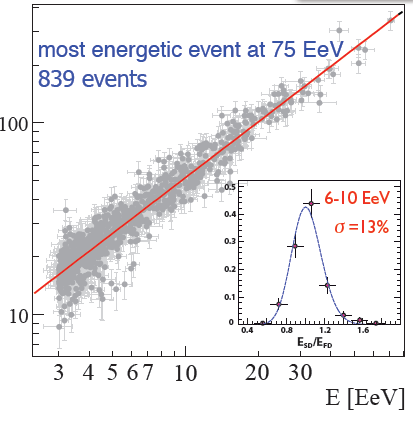 most energetic event at 75 EeV
839 events
100
10
0.5
0.4
0.3
0.2
0.1
0
6-10 EeV
σ=13%
0.4 0.8 1.2 1.6
E_SD/E_FD
3 4 5 6 7 10 20 30
E [EeV]